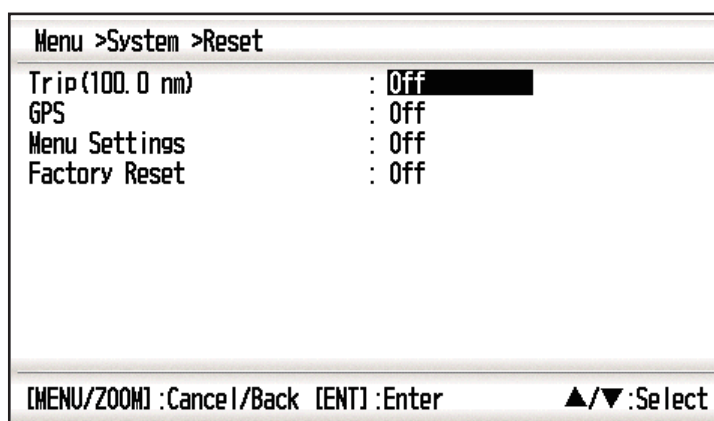 Menu >System >Reset
Trip(100.0 nm) : Off
GPS : Off
Menu Settings : Off
Factory Reset : Off
[MENU/ZOOM]:Cancel/Back [ENT]:Enter ▲/▼:Select